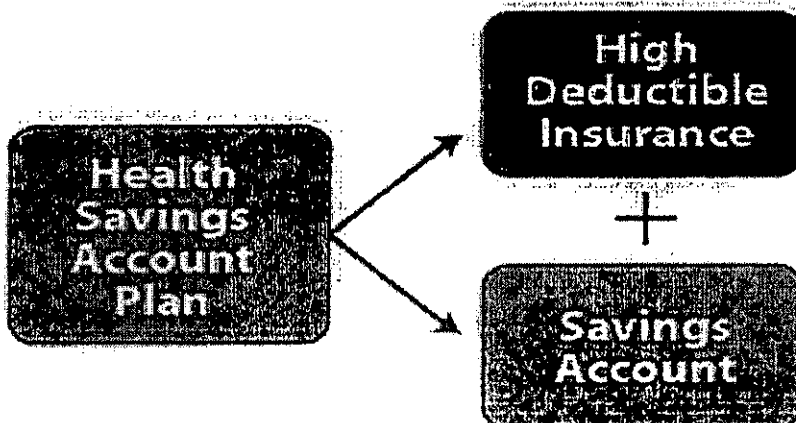 Health
Savings
Account
Plan
High
Deductible
Insurance
+
Savings
Account